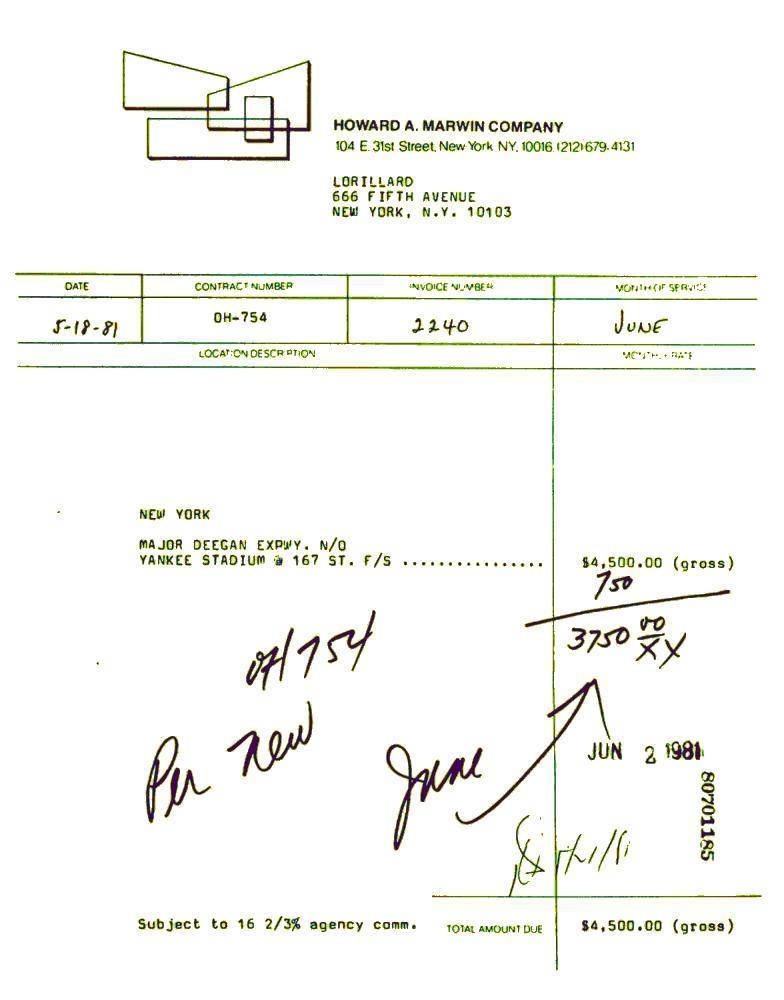 HOWARD A. MARWIN COMPANY
104 E. 31st Street, New York NY, 10016 (212) 679-4131
LORILLARD
666 FIFTH AVENUE
NEW YORK, N.Y. 10103
DATE CONTRACT NUMBER INVOICE NUMBER MONTH OF SERVICE
5-18-81 OH-754 2240 JUNE
LOCATION DESCRIPTION MONTHLY RATE
NEW YORK
MAJOR DEEGAN EXPWY. N/O
YANKEE STADIUM @ 167 ST. F/S ................ $4,500.00 (gross)
750
3750 00/XX
OH 754
Per New June
JUN 2 1981
80701185
Subject to 16 2/3% agency comm. TOTAL AMOUNT DUE $4,500.00 (gross)